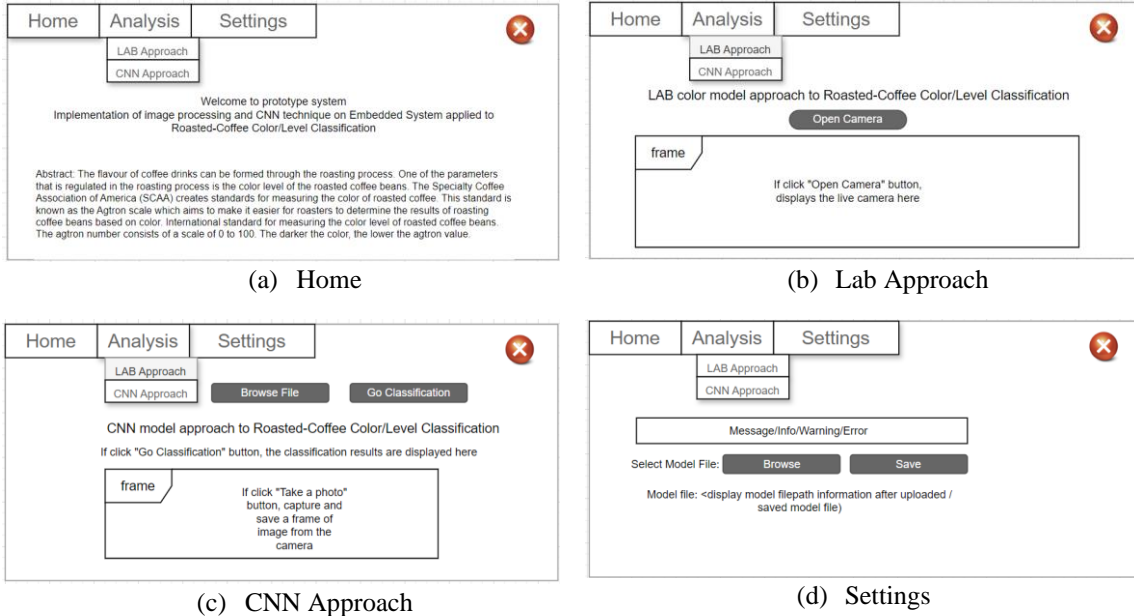 Home Analysis Settings
LAB Approach
CNN Approach
Welcome to prototype system
Implementation of image processing and CNN technique on Embedded System applied to
Roasted-Coffee Color/Level Classification
Abstract: The flavour of coffee drinks can be formed through the roasting process. One of the parameters
that is regulated in the roasting process is the color level of the roasted coffee beans. The Specialty Coffee
Association of America (SCAA) creates standards for measuring the color of roasted coffee. This standard is
known as the Agtron scale which aims to make it easier for roasters to determine the results of roasting
coffee beans based on color. International standard for measuring the color level of roasted coffee beans.
The agtron number consists of a scale of 0 to 100. The darker the color, the lower the agtron value.
(a) Home
Home Analysis Settings
LAB Approach
CNN Approach
LAB color model approach to Roasted-Coffee Color/Level Classification
Open Camera
frame
If click "Open Camera" button,
displays the live camera here
(b) Lab Approach
Home Analysis Settings
LAB Approach
CNN Approach Browse File Go Classification
CNN model approach to Roasted-Coffee Color/Level Classification
If click "Go Classification" button, the classification results are displayed here
frame
If click "Take a photo"
button, capture and
save a frame of
image from the
camera
(c) CNN Approach
Home Analysis Settings
LAB Approach
CNN Approach
Message/Info/Warning/Error
Select Model File: Browse Save
Model file: <display model filepath information after uploaded /
saved model file)
(d) Settings